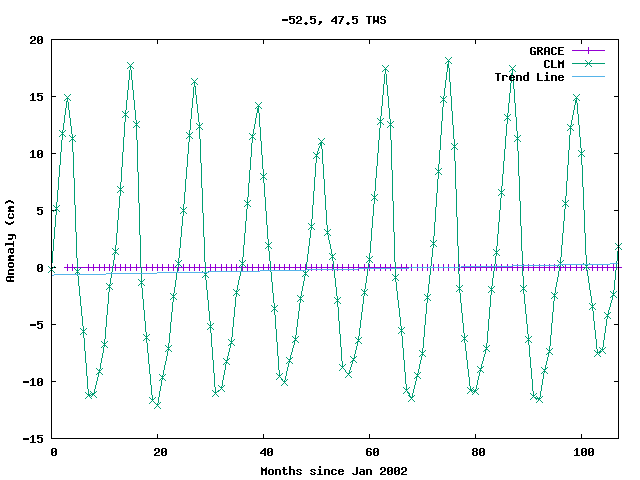 -52.5, 47.5 TWS
GRACE
CLM
Trend Line
20
15
10
5
0
-5
-10
-15
Anomaly (cm)
0 20 40 60 80 100
Months since Jan 2002